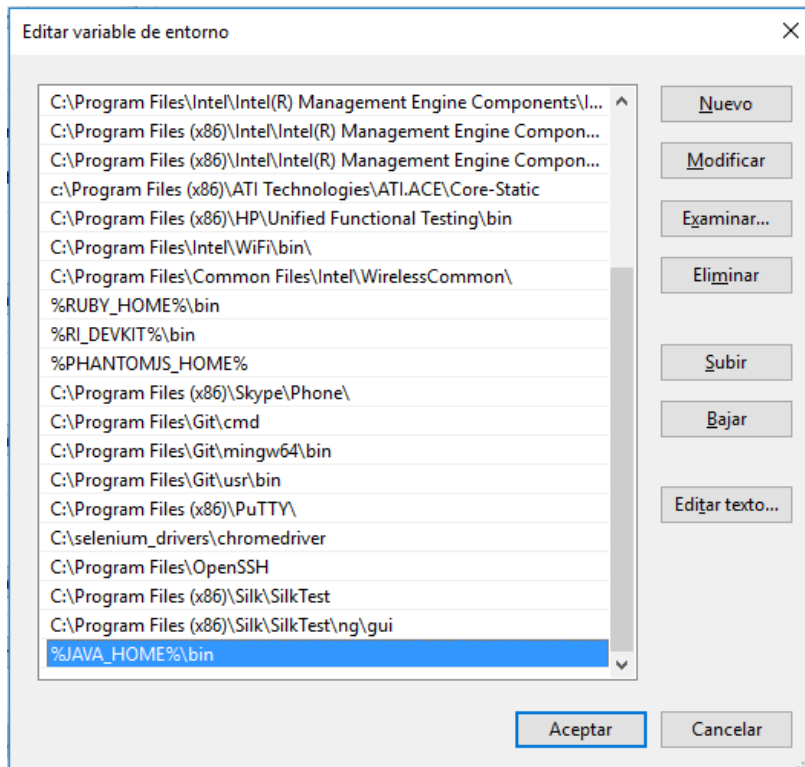 Editar variable de entorno
C:\Program Files\Intel\Intel(R) Management Engine Components\I...
C:\Program Files (x86)\Intel\Intel(R) Management Engine Compon...
C:\Program Files (x86)\Intel\Intel(R) Management Engine Compon...
c:\Program Files (x86)\ATI Technologies\ATI.ACE\Core-Static
C:\Program Files (x86)\HP\Unified Functional Testing\bin
C:\Program Files\Intel\WiFi\bin\
C:\Program Files\Common Files\Intel\WirelessCommon\
%RUBY_HOME%\bin
%RI_DEVKIT%\bin
%PHANTOMJS_HOME%
C:\Program Files (x86)\Skype\Phone\
C:\Program Files\Git\cmd
C:\Program Files\Git\mingw64\bin
C:\Program Files\Git\usr\bin
C:\Program Files (x86)\PuTTY\
C:\selenium_drivers\chromedriver
C:\Program Files\OpenSSH
C:\Program Files (x86)\Silk\SilkTest
C:\Program Files (x86)\Silk\SilkTest\ng\gui
%JAVA_HOME%\bin
Nuevo
Modificar
Examinar...
Eliminar
Subir
Bajar
Editar texto...
Aceptar
Cancelar